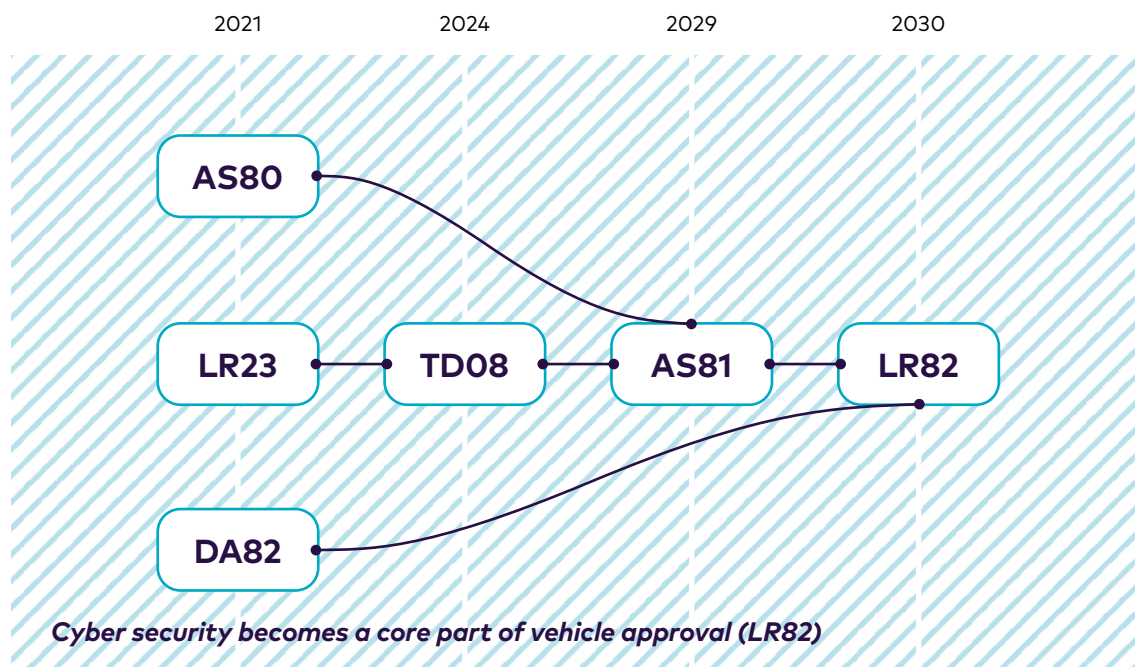 2021 2024 2029 2030
AS80
LR23 TD08 AS81 LR82
DA82
Cyber security becomes a core part of vehicle approval (LR82)